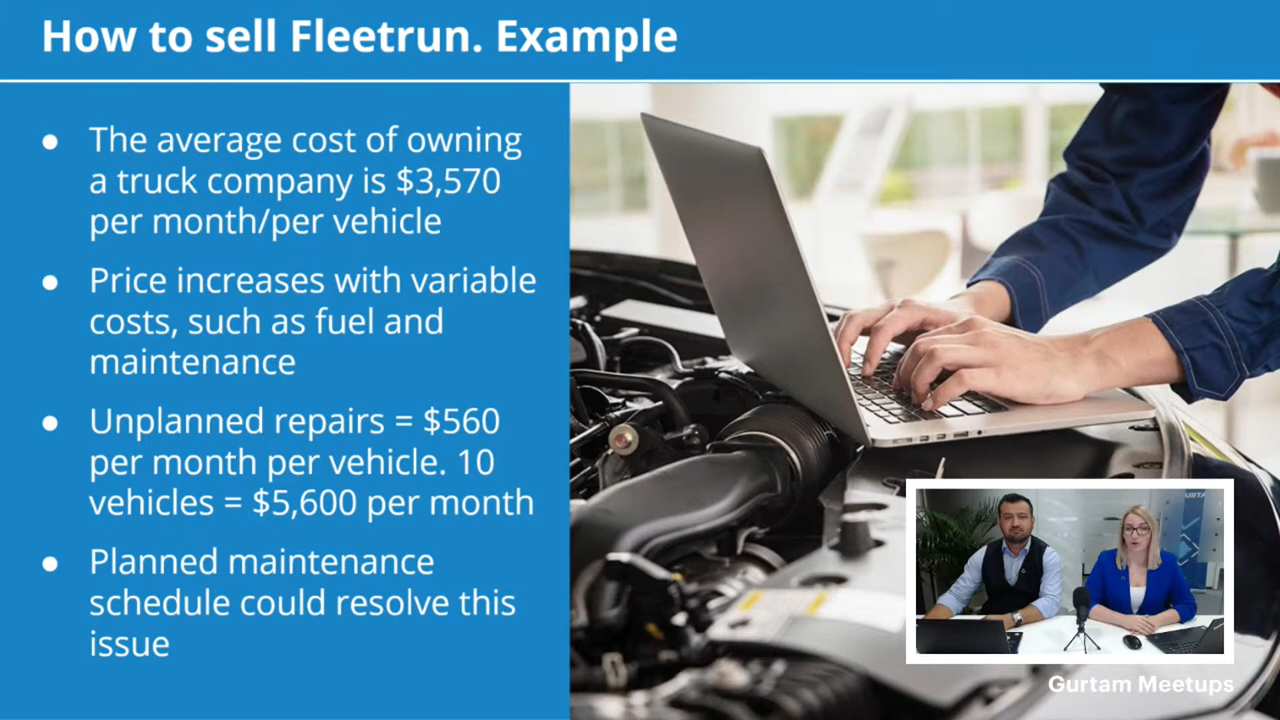 How to sell Fleetrun. Example
● The average cost of owning
a truck company is $3,570
per month/per vehicle
● Price increases with variable
costs, such as fuel and
maintenance
● Unplanned repairs = $560
per month per vehicle. 10
vehicles = $5,600 per month
● Planned maintenance
schedule could resolve this
issue
Gurtam Meetups